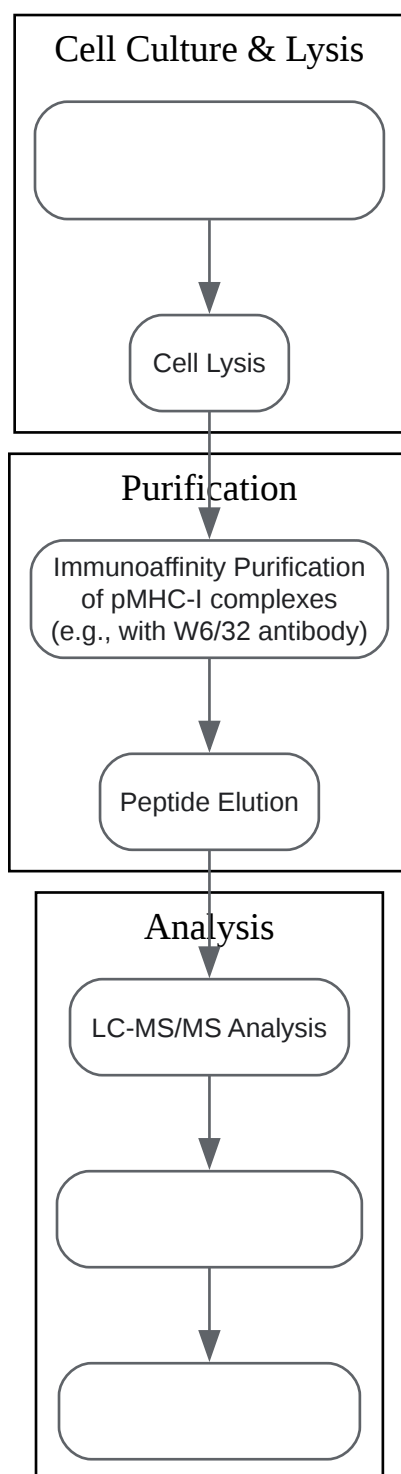 Cell Culture & Lysis
Cell Lysis
Purification
Immunoaffinity Purification
of pMHC-I complexes
(e.g., with W6/32 antibody)
Peptide Elution
Analysis
LC-MS/MS Analysis